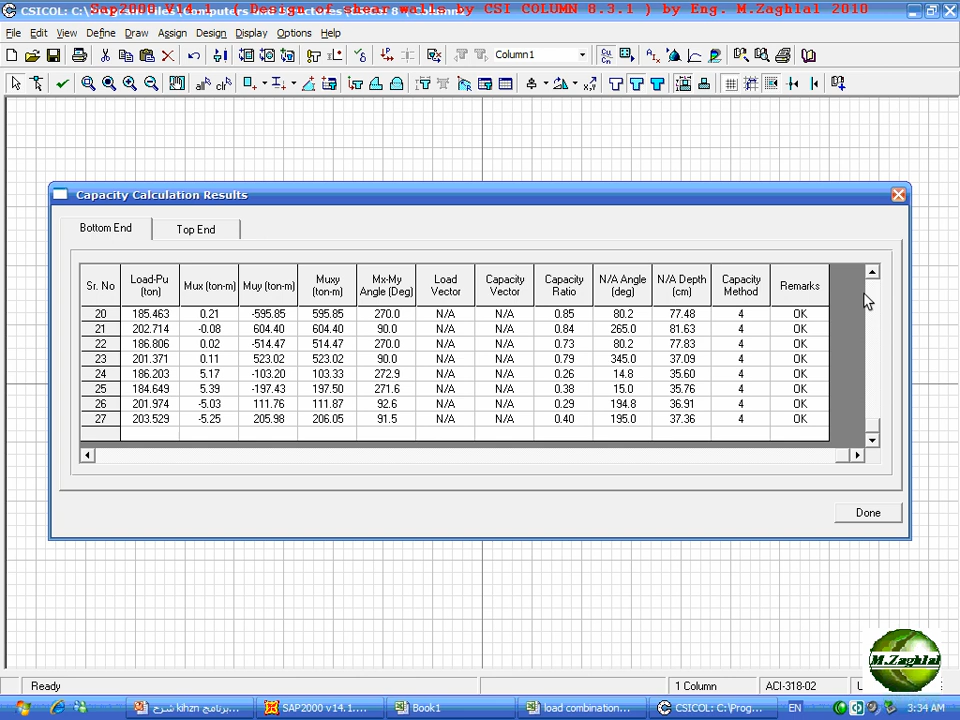 Sap2000 V14.1 ( Design of shear walls by CSI COLUMN 8.3.1 ) by Eng. M.Zaghlal 2010
File Edit View Define Draw Assign Design Display Options Help
Column1
Capacity Calculation Results
Bottom End Top End
Sr. No Load-Pu (ton) Mux (ton-m) Muy (ton-m) Muxy (ton-m) Mx-My Angle (Deg) Load Vector Capacity Vector Capacity Ratio N/A Angle (deg) N/A Depth (cm) Capacity Method Remarks
20 185.463 0.21 -595.85 595.85 270.0 N/A N/A 0.85 80.2 77.48 4 OK
21 202.714 -0.08 604.40 604.40 90.0 N/A N/A 0.84 265.0 81.63 4 OK
22 186.806 0.02 -514.47 514.47 270.0 N/A N/A 0.73 80.2 77.83 4 OK
23 201.371 0.11 523.02 523.02 90.0 N/A N/A 0.79 345.0 37.09 4 OK
24 186.203 5.17 -103.20 103.33 272.9 N/A N/A 0.26 14.8 35.60 4 OK
25 184.649 5.39 -197.43 197.50 271.6 N/A N/A 0.38 15.0 35.76 4 OK
26 201.974 -5.03 111.76 111.87 92.6 N/A N/A 0.29 194.8 36.91 4 OK
27 203.529 -5.25 205.98 206.05 91.5 N/A N/A 0.40 195.0 37.36 4 OK
Done
M.Zaghlal
Ready 1 Column ACI-318-02
برنامج kihzn شرح... SAP2000 v14.1.... Book1 load combination... CSICOL: C:\Prog... EN 3:34 AM